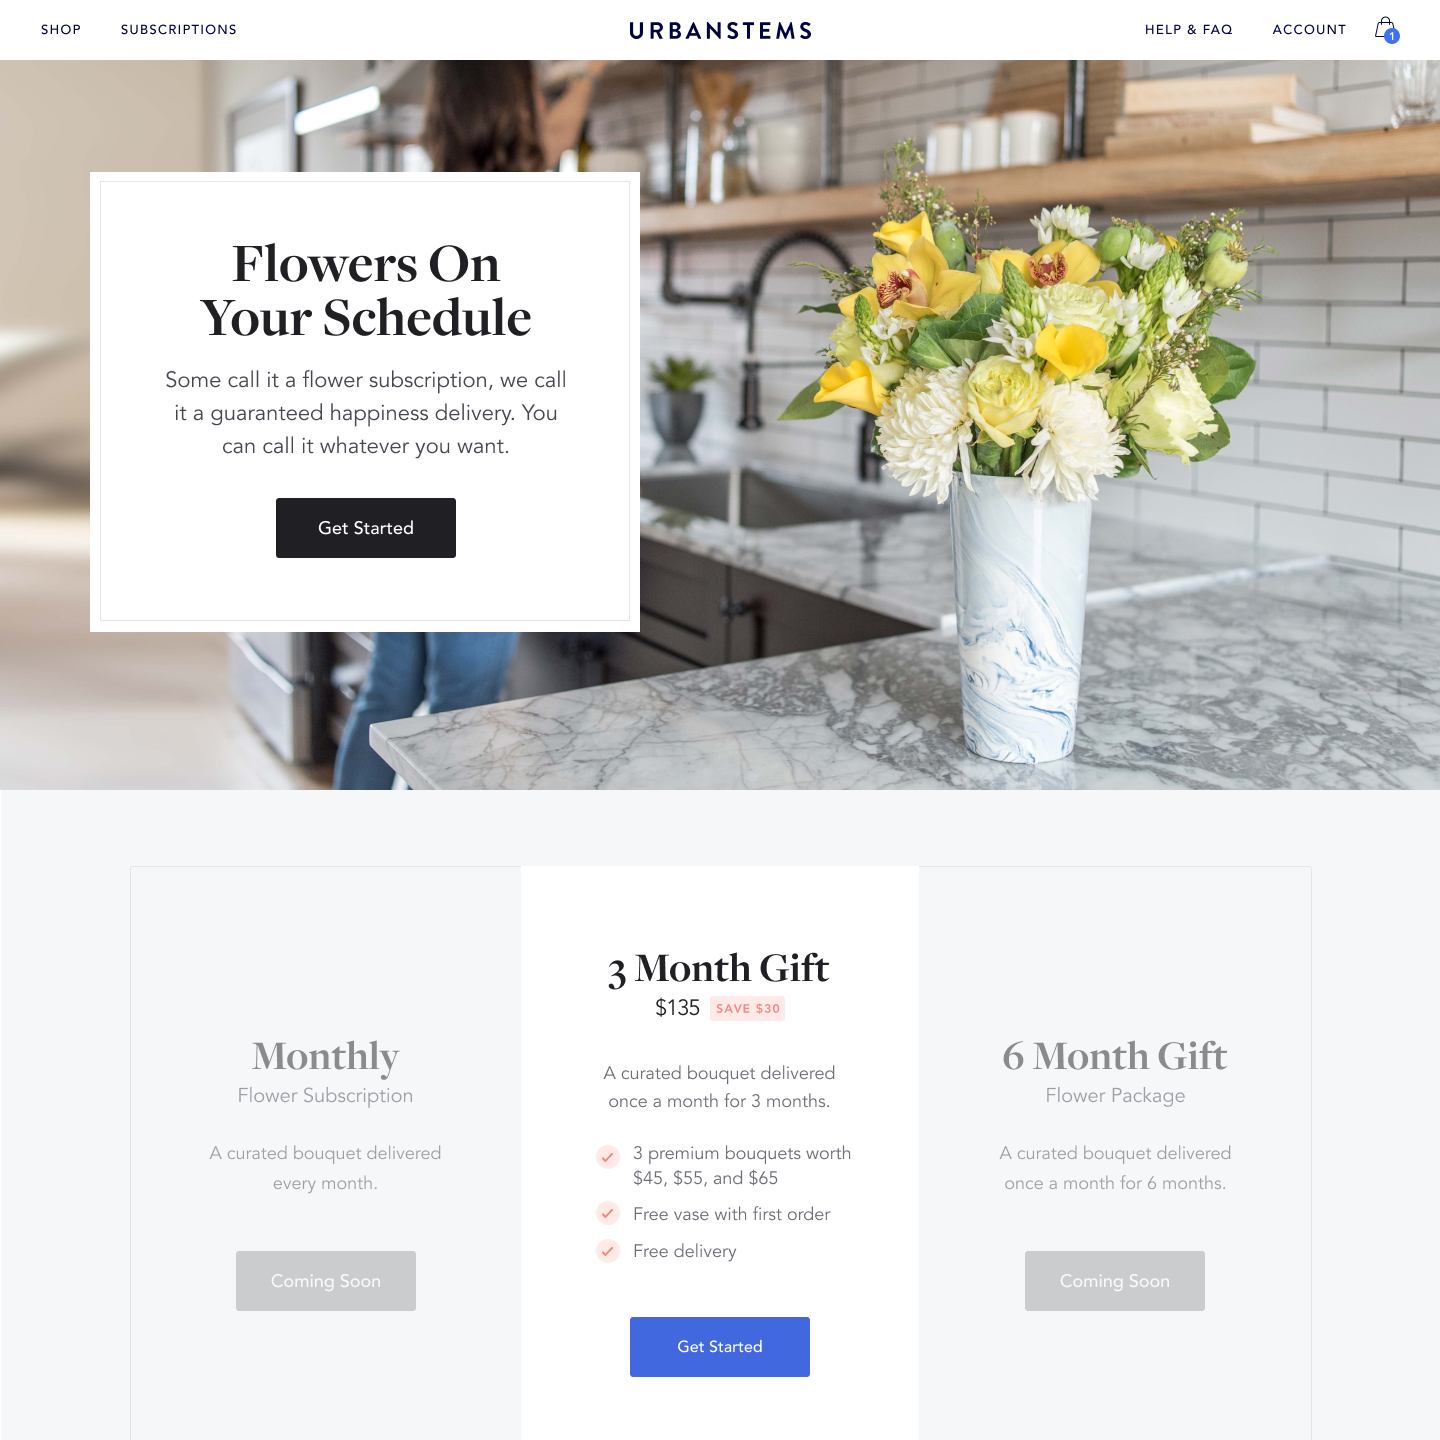 SHOP
SUBSCRIPTIONS
URBANSTEMS
HELP & FAQ
ACCOUNT
1
Flowers On
Your Schedule
Some call it a flower subscription, we call
it a guaranteed happiness delivery. You
can call it whatever you want.
Get Started
Monthly
Flower Subscription
A curated bouquet delivered
every month.
Coming Soon
3 Month Gift
$135 SAVE $30
A curated bouquet delivered
once a month for 3 months.
3 premium bouquets worth
$45, $55, and $65
Free vase with first order
Free delivery
Get Started
6 Month Gift
Flower Package
A curated bouquet delivered
once a month for 6 months.
Coming Soon